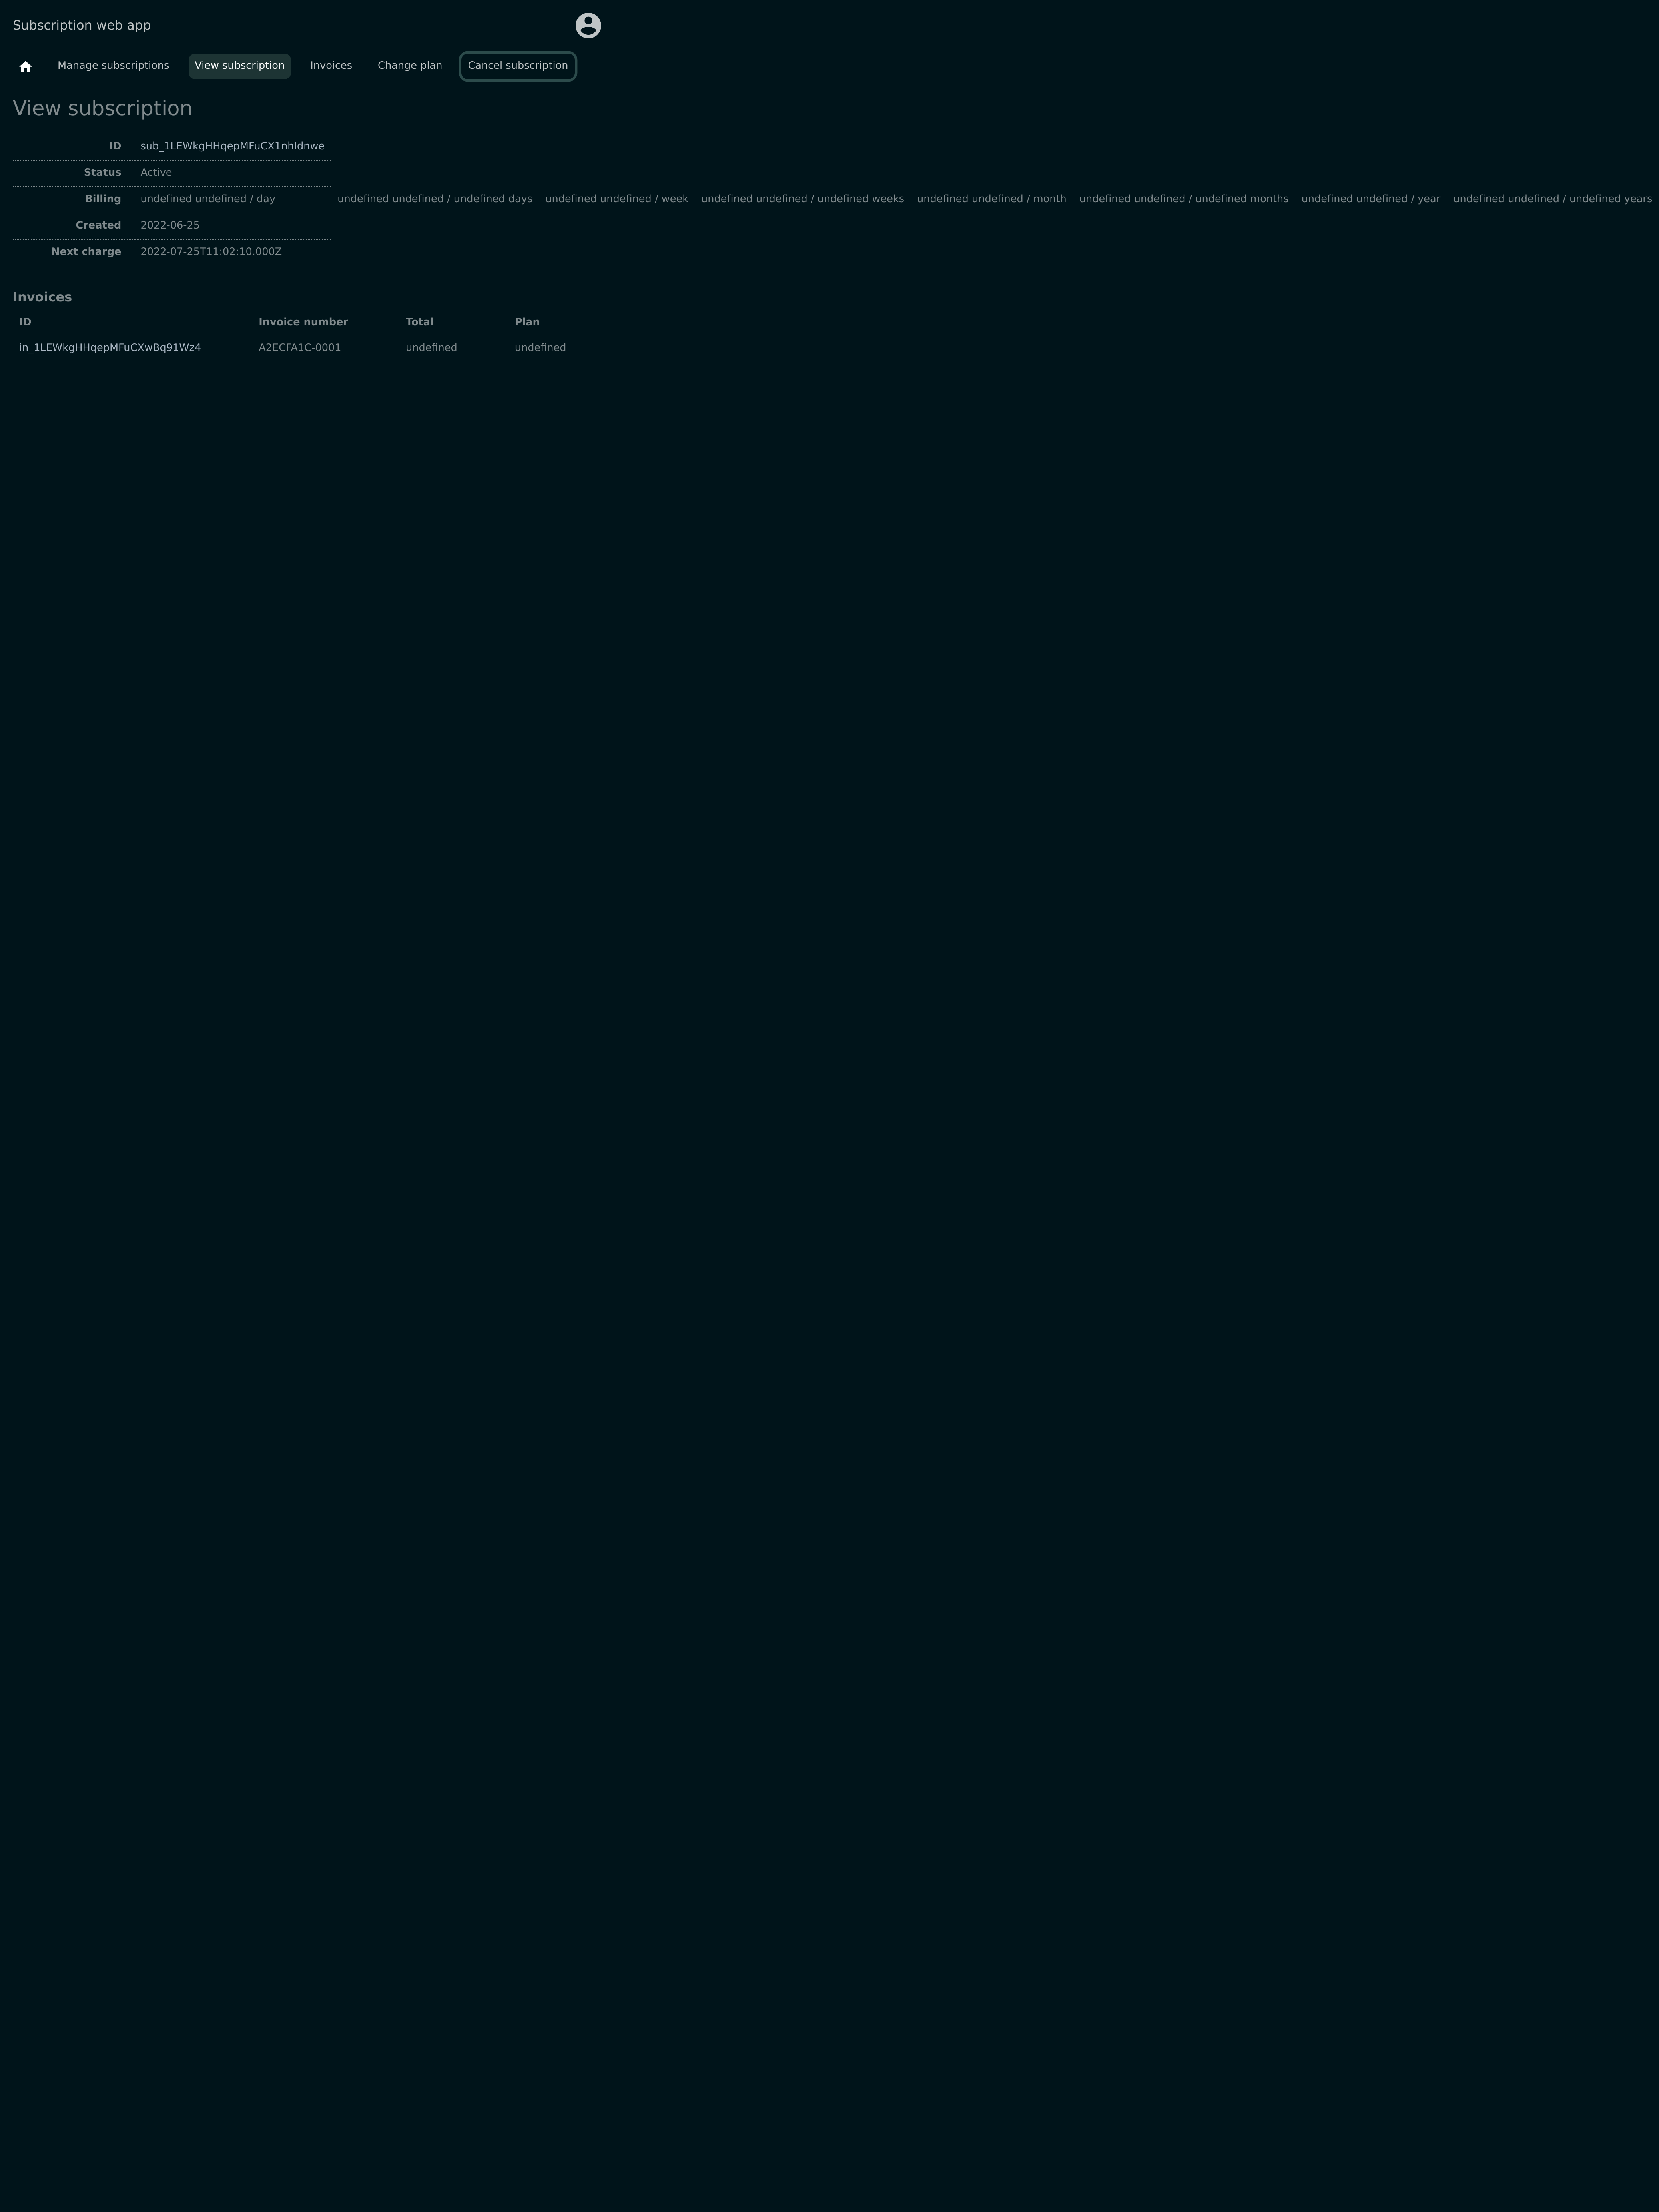 Subscription web app
Manage subscriptions View subscription Invoices Change plan Cancel subscription
View subscription
ID sub_1LEWkgHHqepMFuCX1nhIdnwe
Status Active
Billing undefined undefined / day undefined undefined / undefined days undefined undefined / week undefined undefined / undefined weeks undefined undefined / month undefined undefined / undefined months undefined undefined / year undefined undefined / undefined years
Created 2022-06-25
Next charge 2022-07-25T11:02:10.000Z
Invoices
ID Invoice number Total Plan
in_1LEWkgHHqepMFuCXwBq91Wz4 A2ECFA1C-0001 undefined undefined